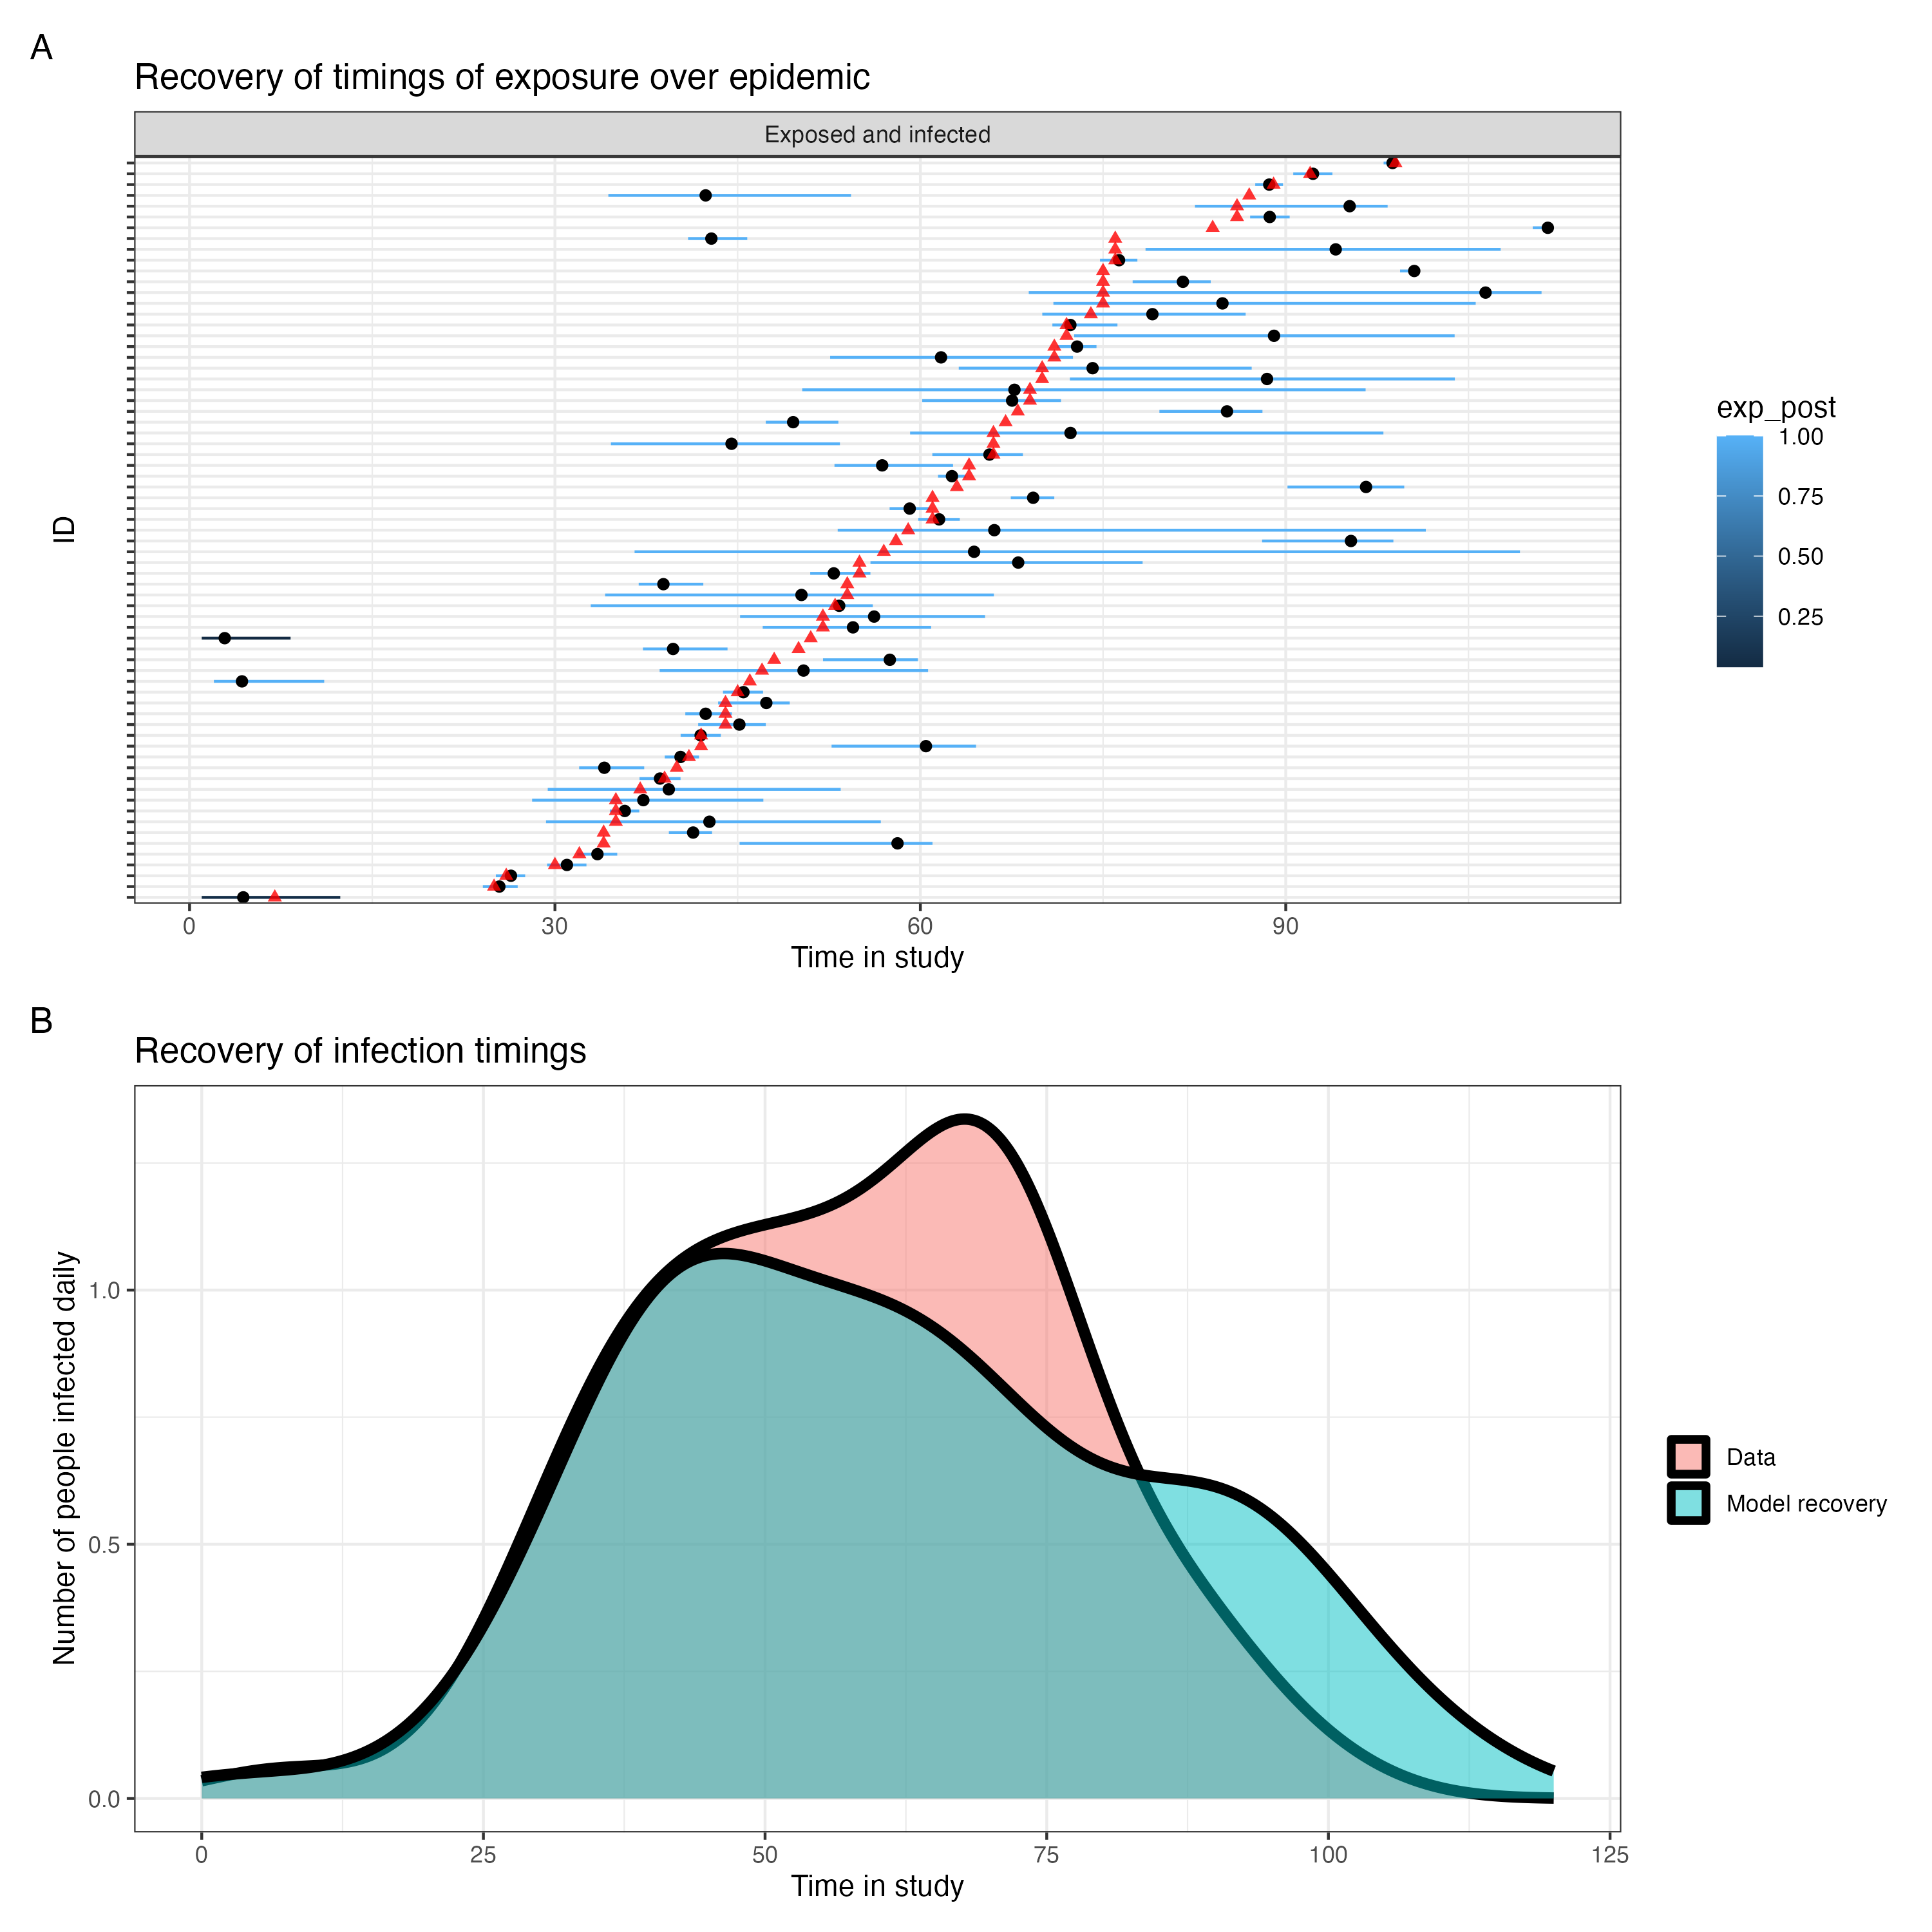 A
Recovery of timings of exposure over epidemic
Exposed and infected
ID
0 30 60 90
Time in study
exp_post
1.00
0.75
0.50
0.25
B
Recovery of infection timings
Number of people infected daily
1.0
0.5
0.0
0 25 50 75 100 125
Time in study
Data
Model recovery